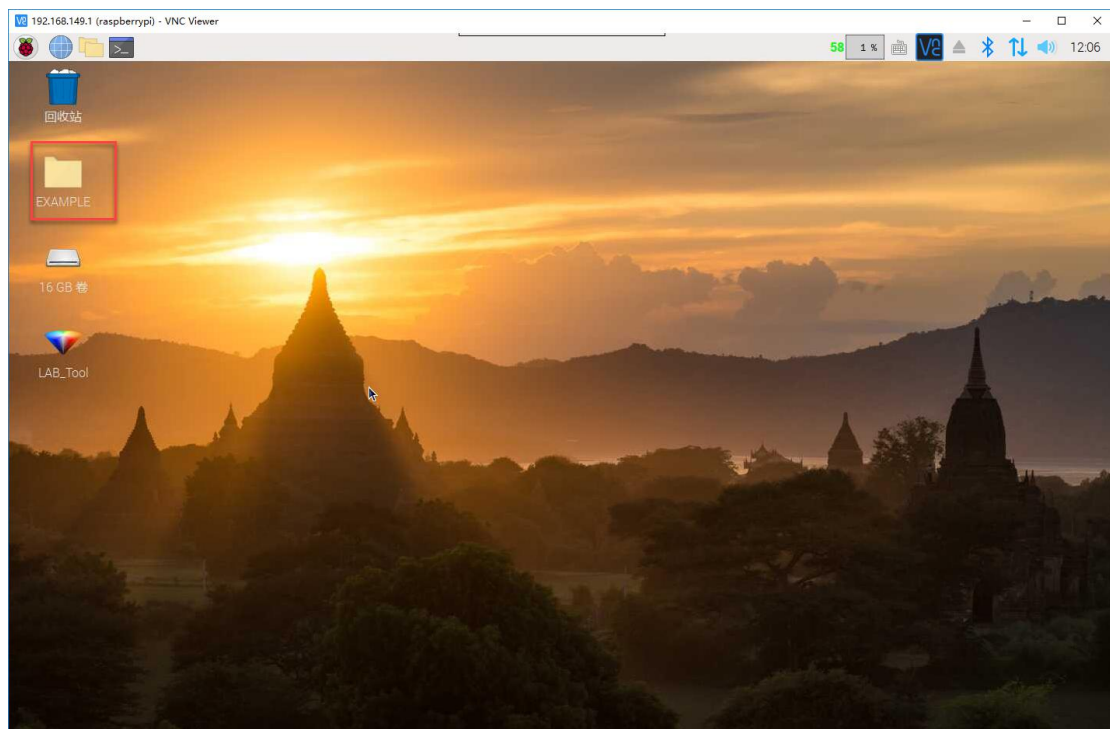 192.168.149.1 (raspberrypi) - VNC Viewer
58
1 %
12:06
回收站
EXAMPLE
16 GB 卷
LAB_Tool